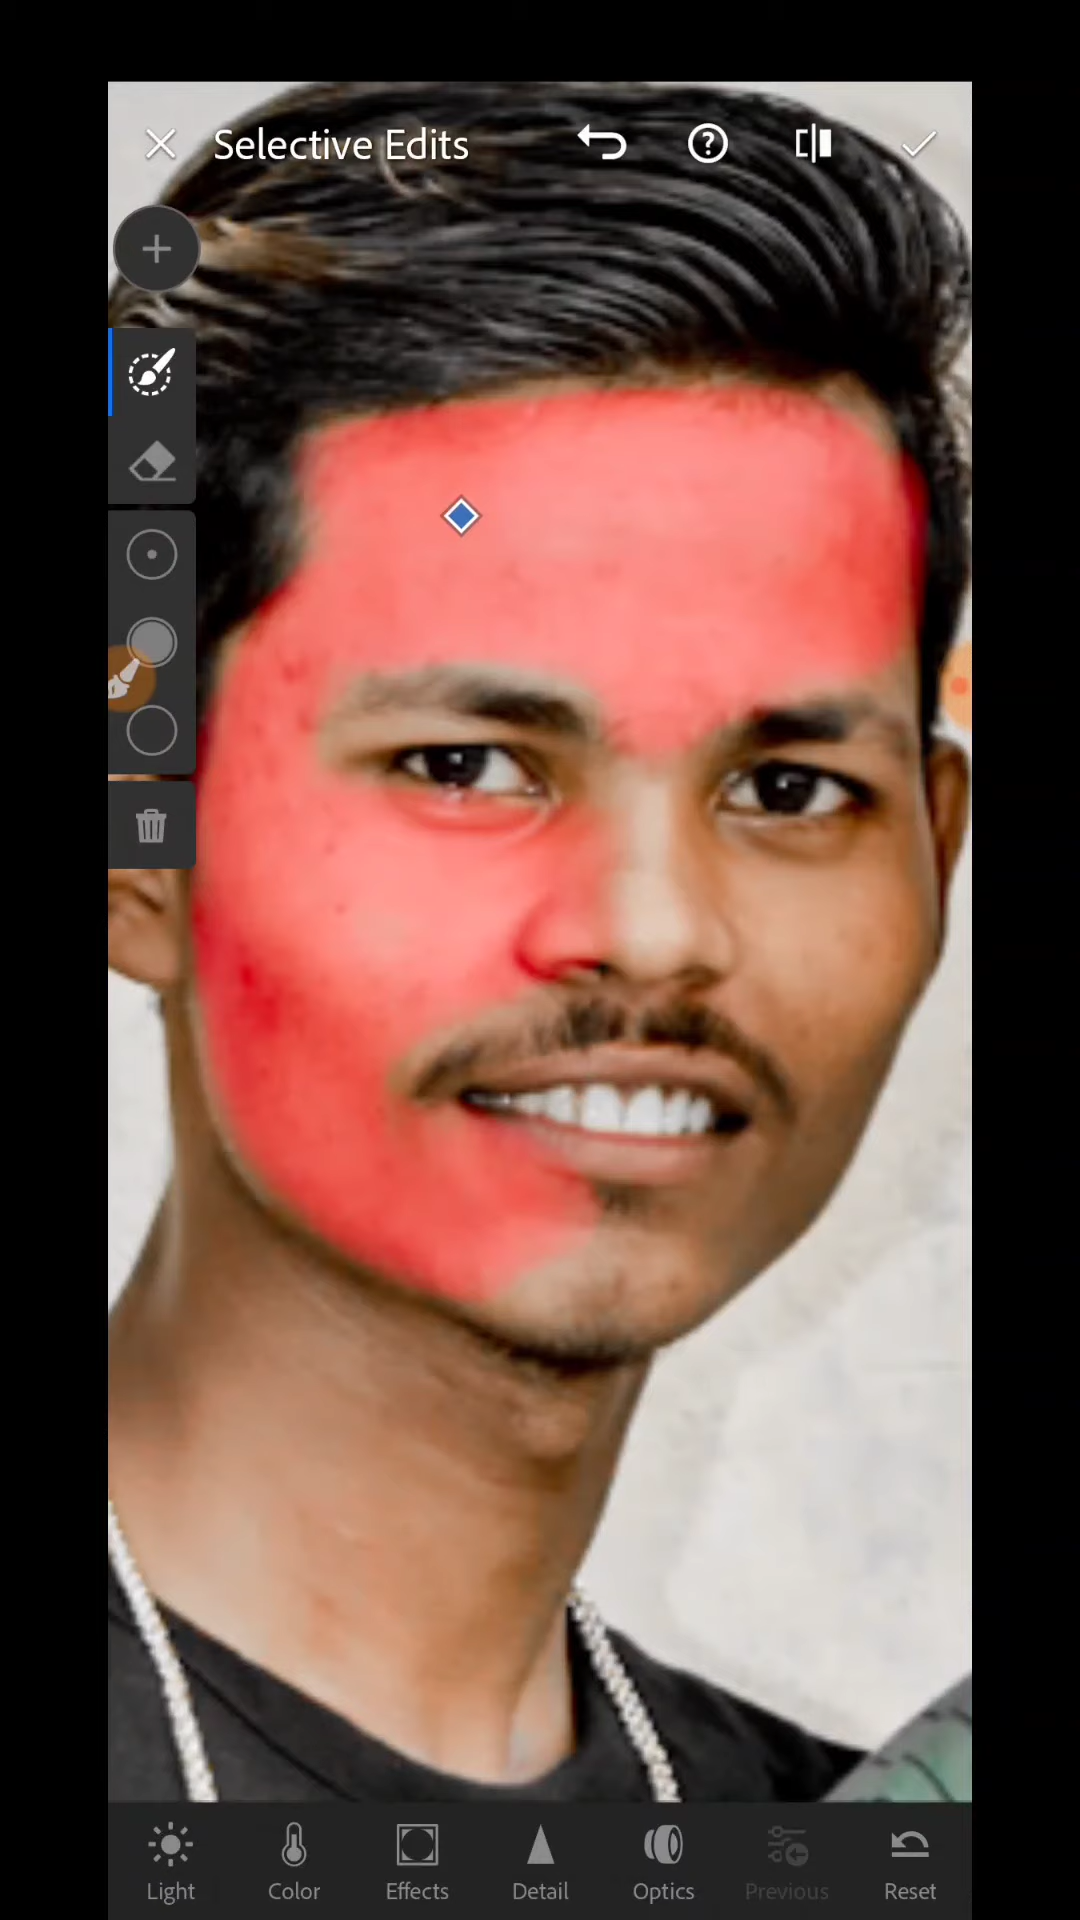 Selective Edits
Light
Color
Effects
Detail
Optics
Previous
Reset